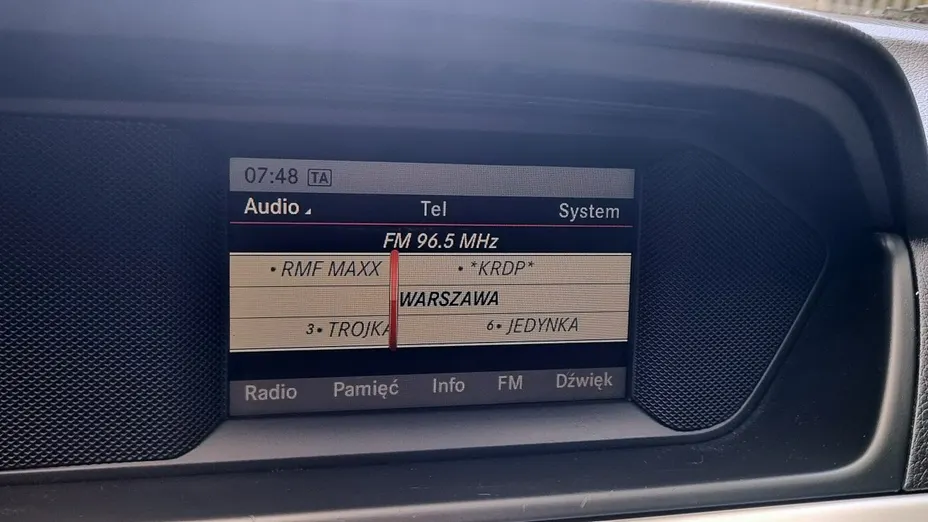 07:48 TA
Audio Tel System
FM 96.5 MHz
• RMF MAXX • *KRDP*
WARSZAWA
3• TROJKA 6• JEDYNKA
Radio Pamięć Info FM Dźwięk